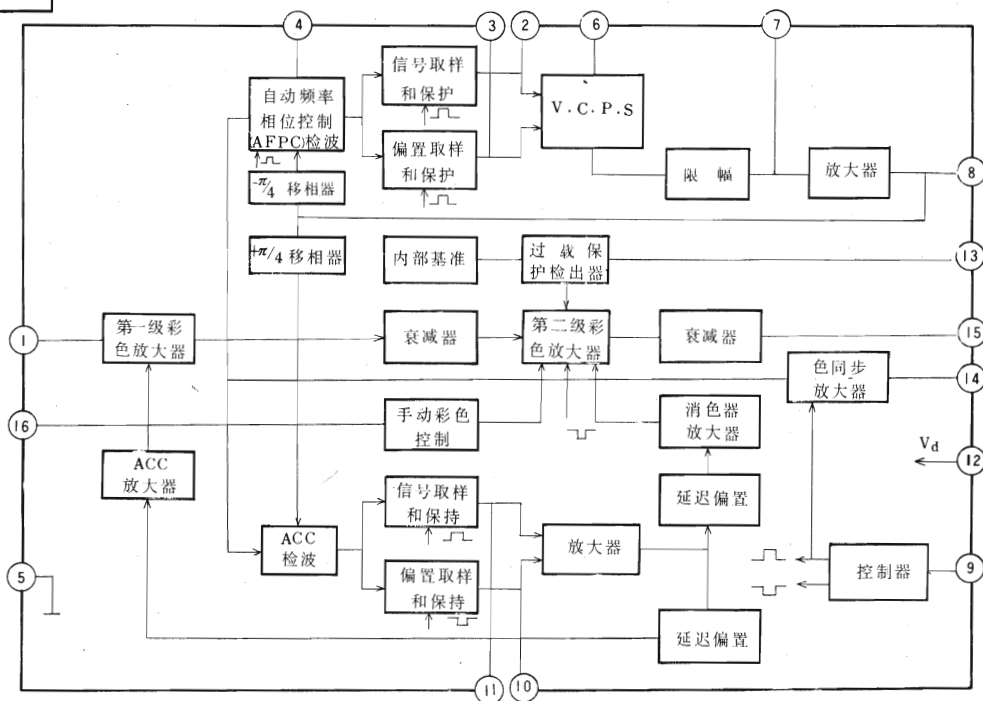 4
3
2
6
7
自动频率
相位控制
(AFPC)检波
信号取样
和保护
偏置取样
和保护
V.C.P.S
-π/4 移相器
限幅
放大器
8
+π/4 移相器
内部基准
过载保
护检出器
13
1
第一级彩
色放大器
衰减器
第二级彩
色放大器
衰减器
15
色同步
放大器
14
16
手动彩色
控制
消色器
放大器
Vd
12
ACC
放大器
信号取样
和保持
延迟偏置
ACC
检波
放大器
5
偏置取样
和保持
控制器
9
延迟偏置
11
10